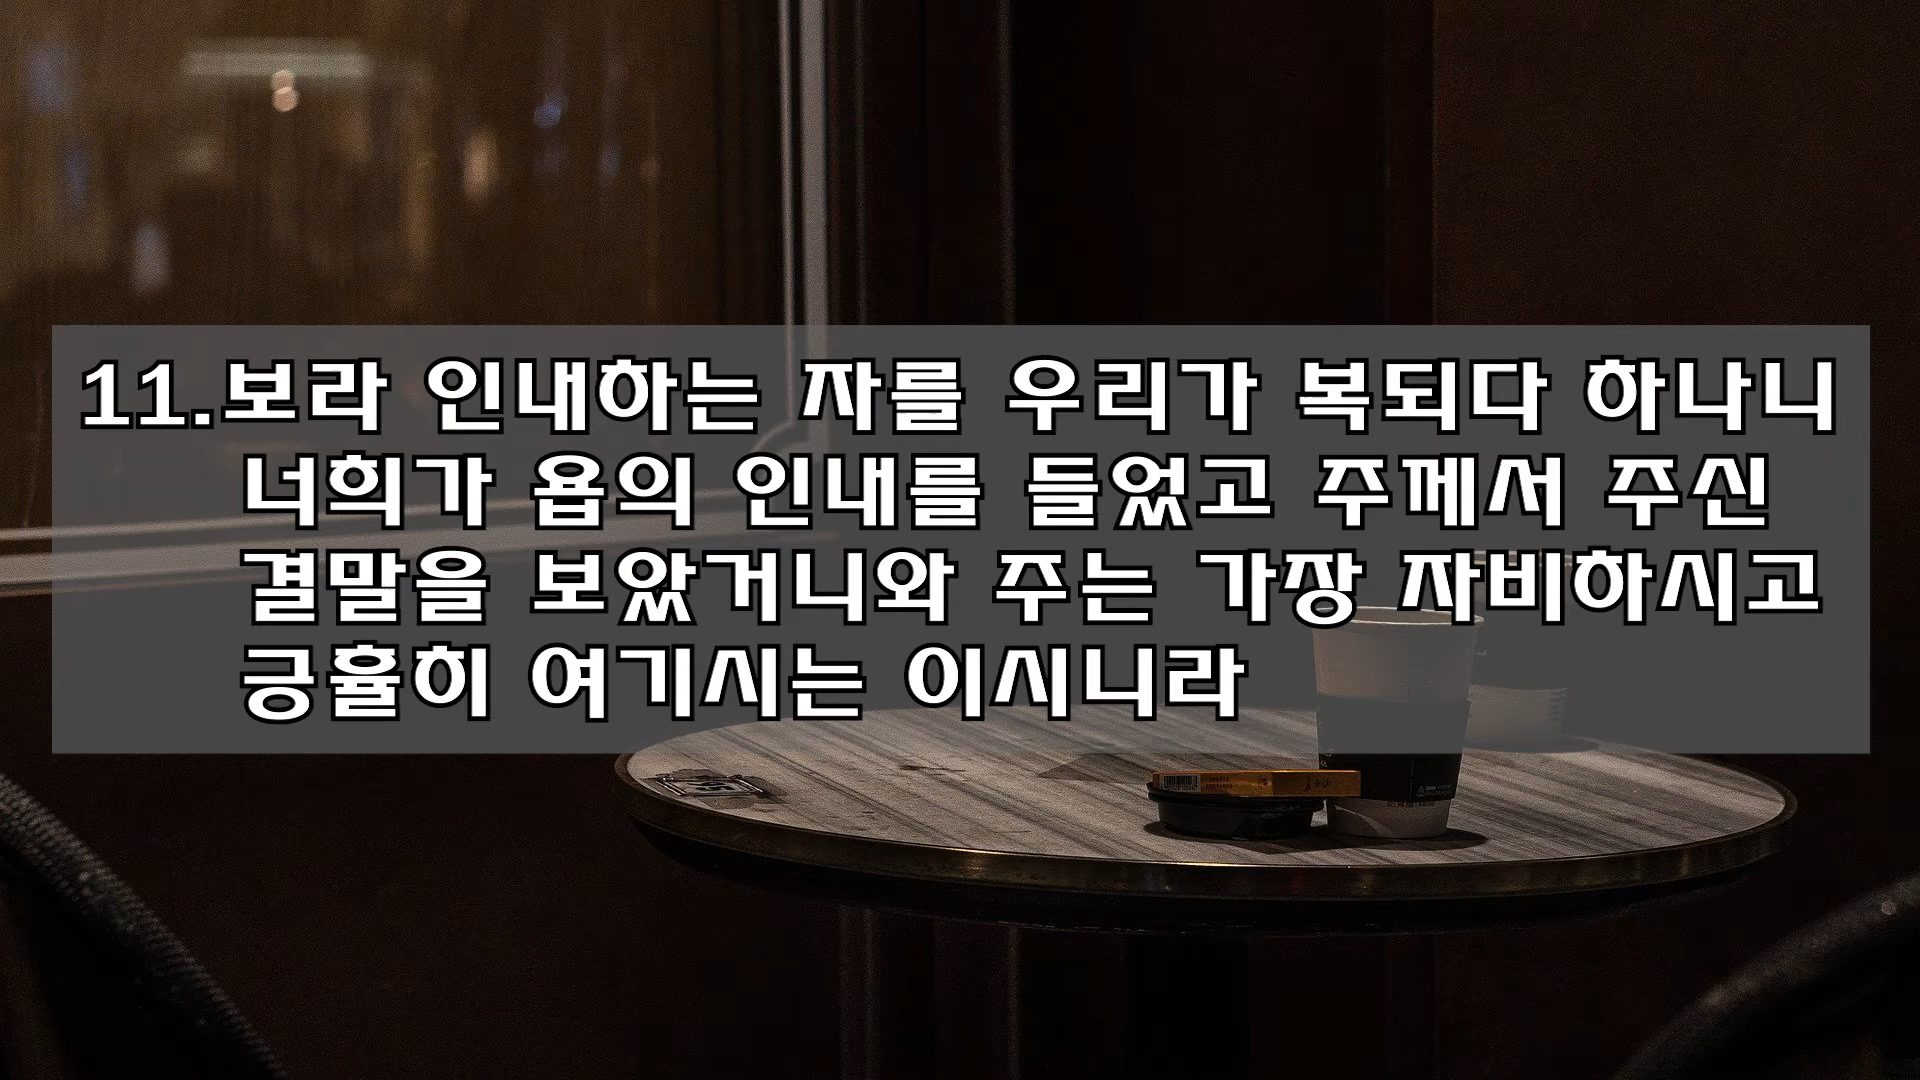 11.보라 인내하는 자를 우리가 복되다 하나니
너희가 욥의 인내를 들었고 주께서 주신
결말을 보았거니와 주는 가장 자비하시고
긍휼히 여기시는 이시니라